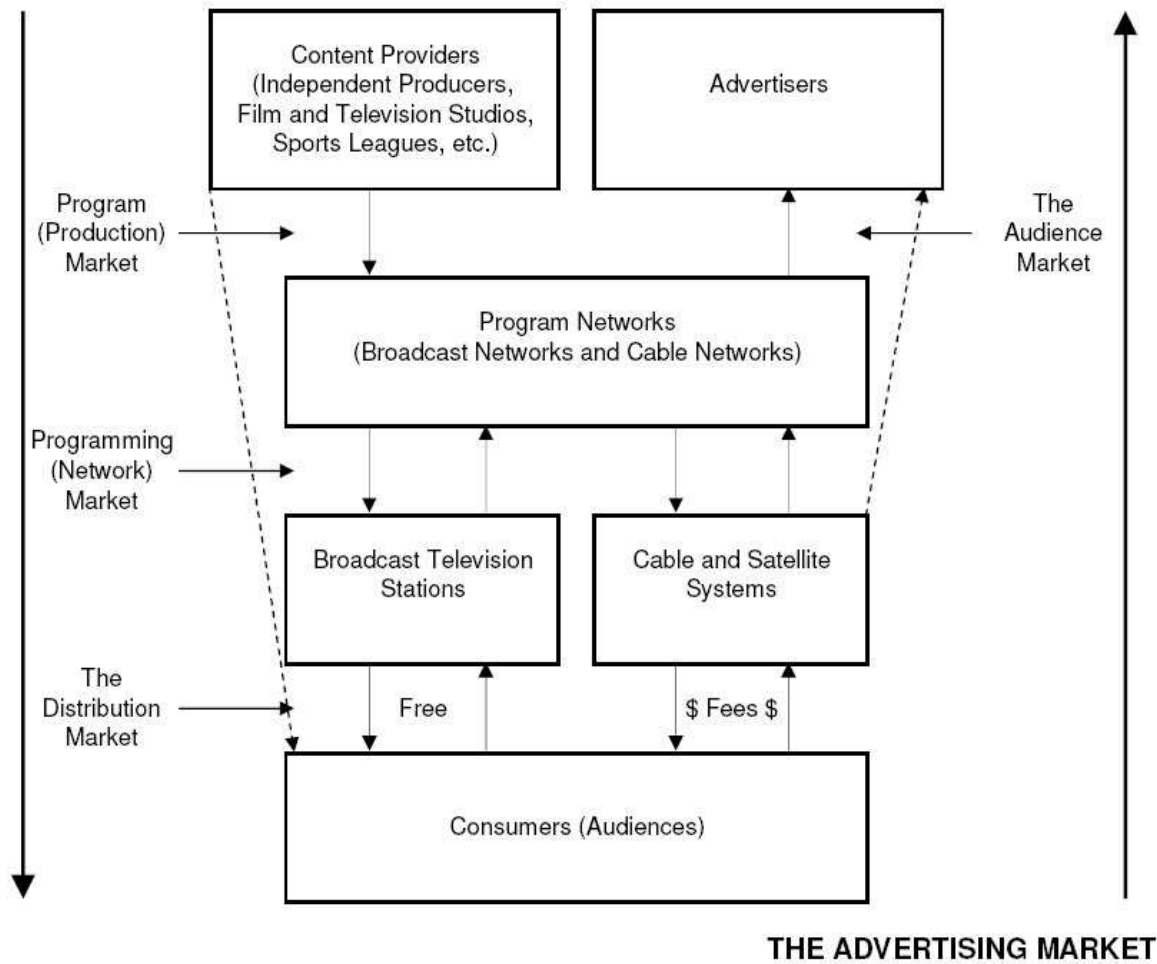 Content Providers
(Independent Producers,
Film and Television Studios,
Sports Leagues, etc.)
Advertisers
Program
(Production)
Market
The
Audience
Market
Program Networks
(Broadcast Networks and Cable Networks)
Programming
(Network)
Market
Broadcast Television
Stations
Cable and Satellite
Systems
The
Distribution
Market
Free
$ Fees $
Consumers (Audiences)
THE ADVERTISING MARKET